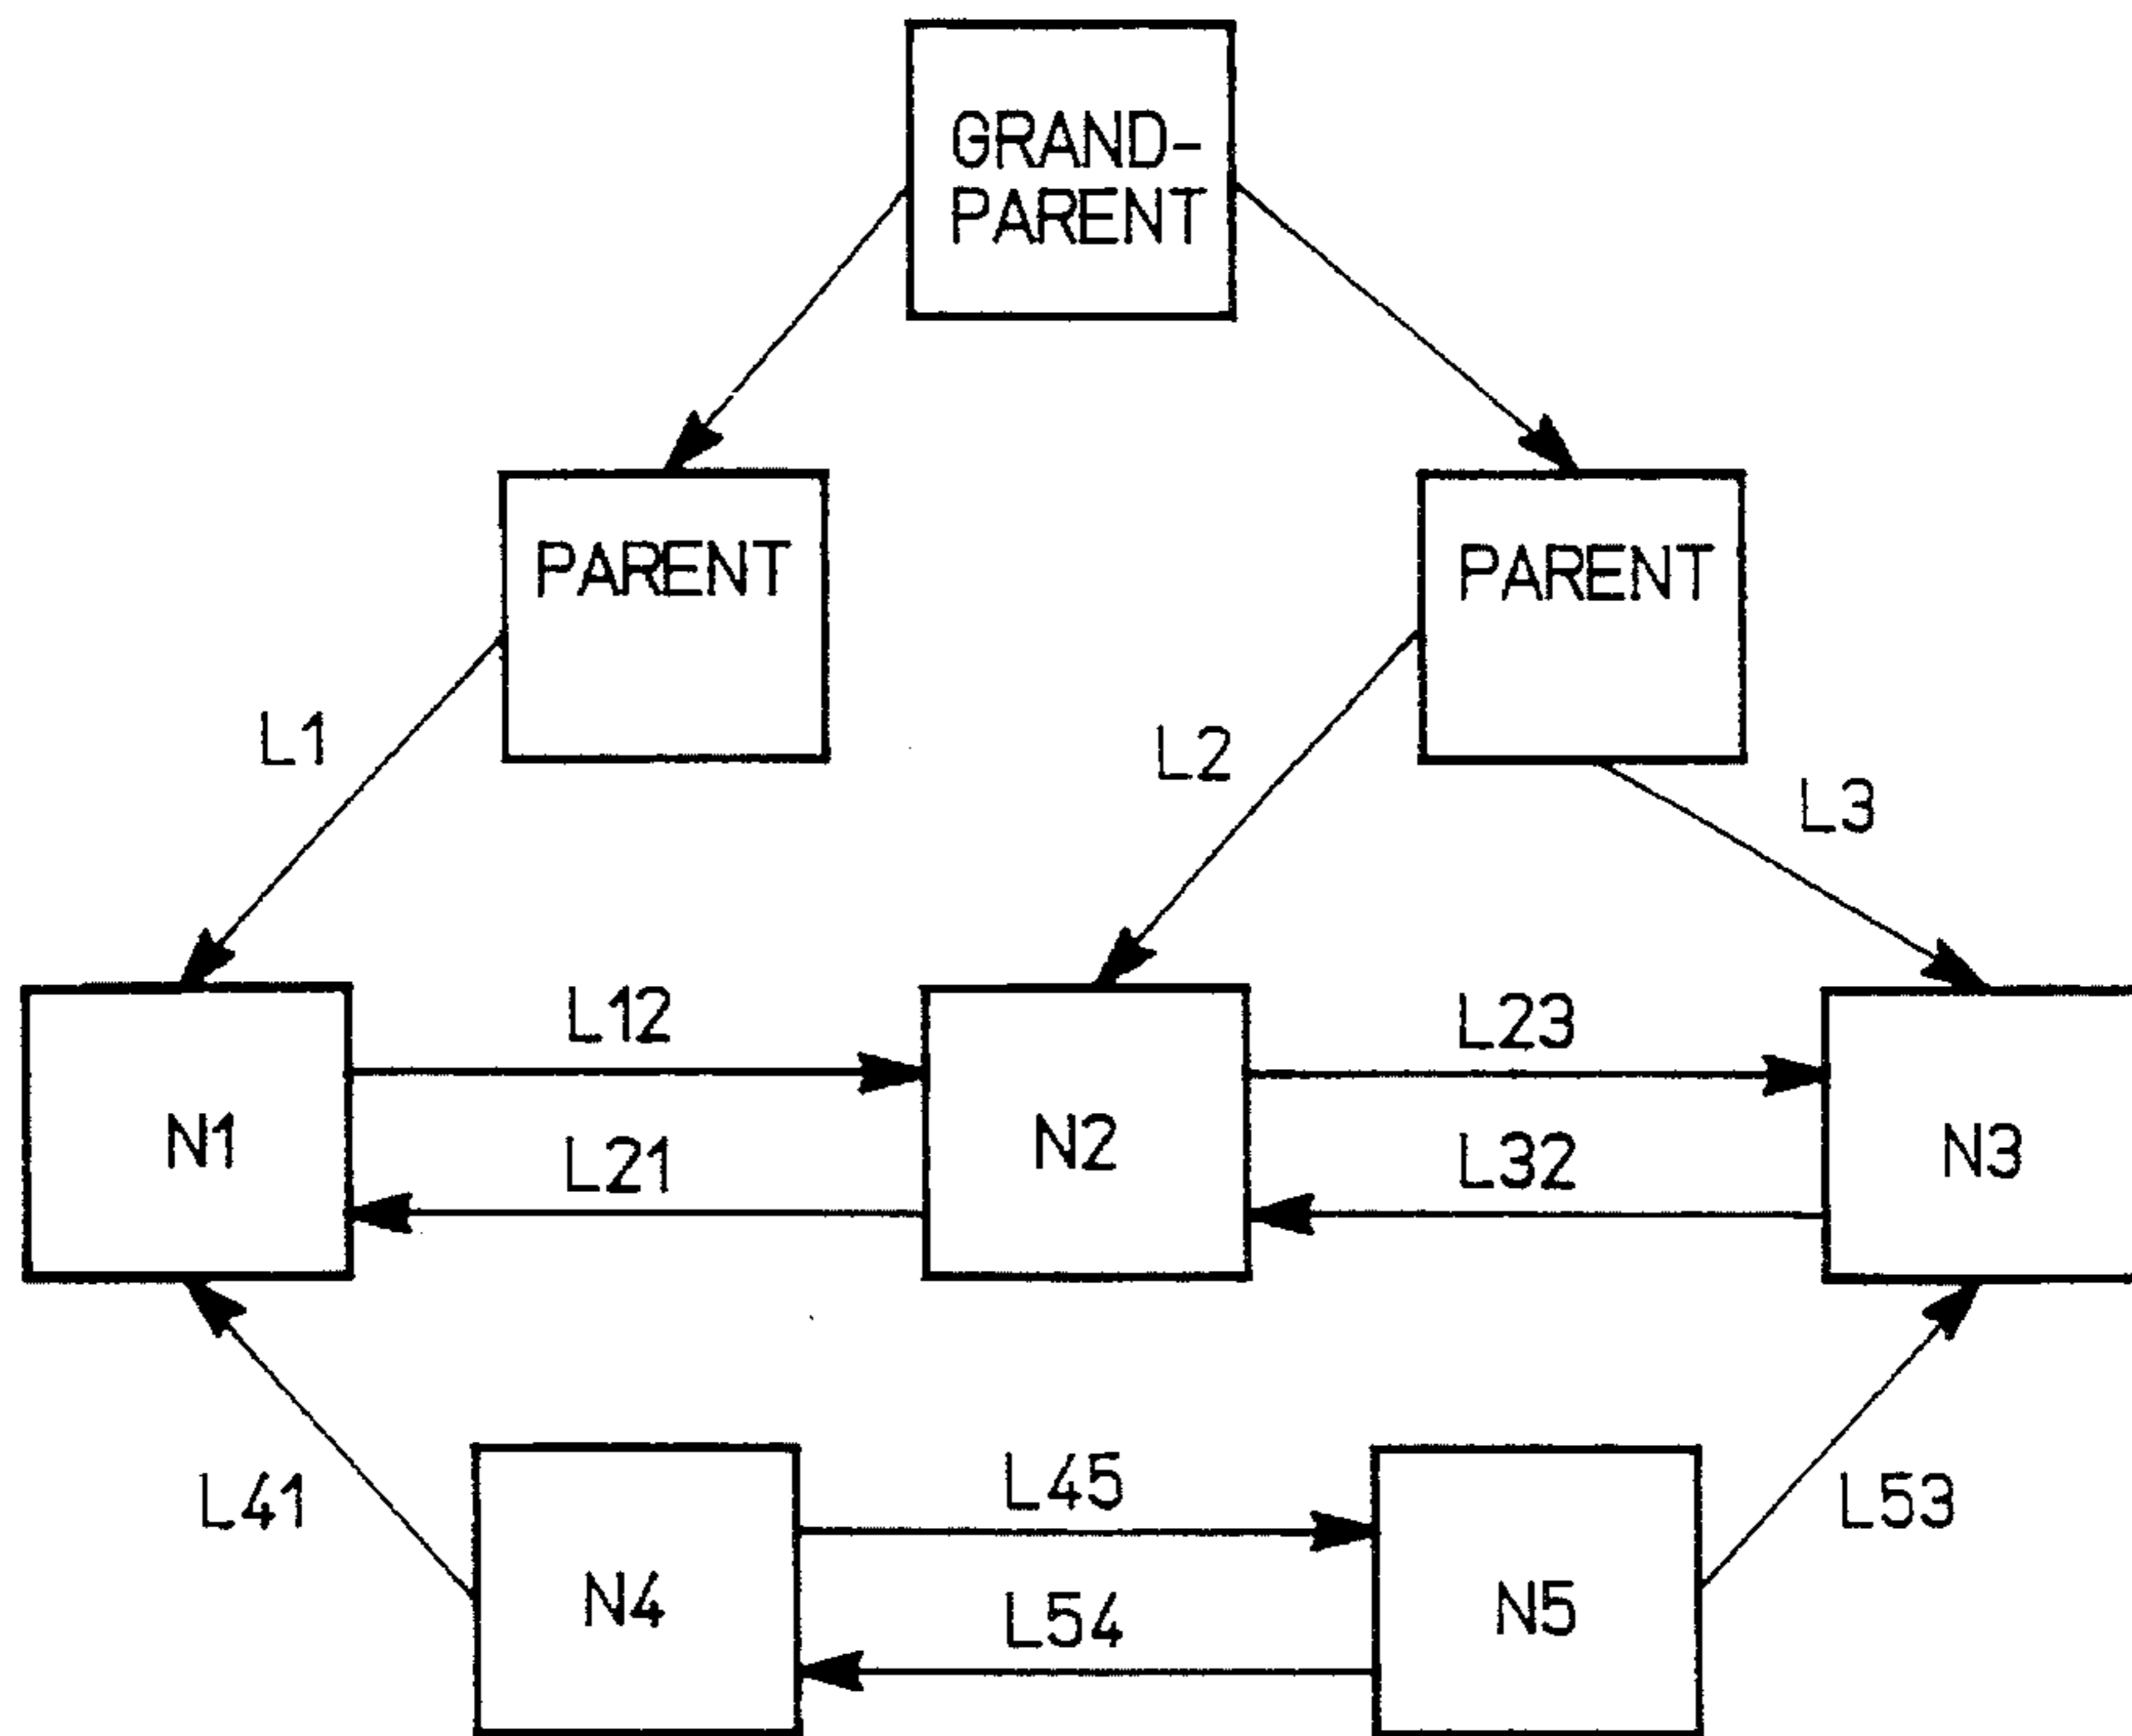 GRAND-
PARENT
PARENT
PARENT
L1
L2
L3
L12
L23
N1
N2
N3
L21
L32
L41
L45
L53
N4
N5
L54